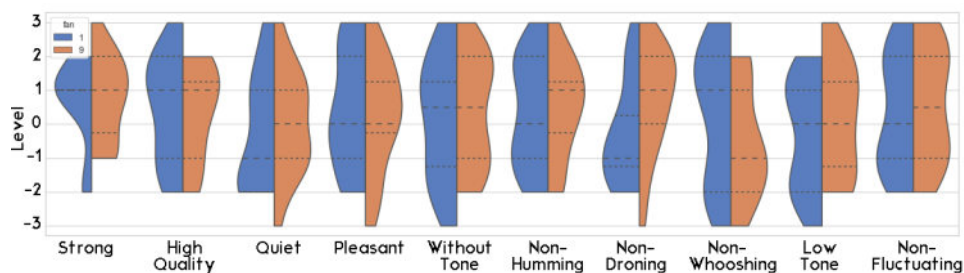 fan
1
9
Level
3
2
1
0
-1
-2
-3
Strong
High
Quality
Quiet
Pleasant
Without
Tone
Non-
Humming
Non-
Droning
Non-
Whooshing
Low
Tone
Non-
Fluctuating